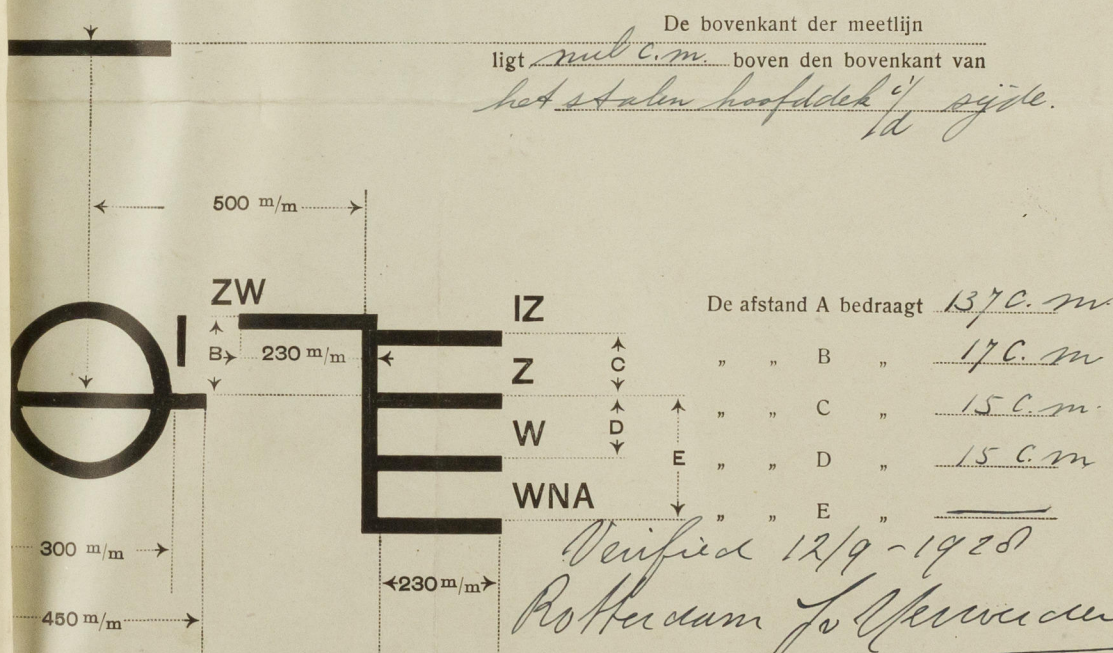 De bovenkant der meetlijn
ligt nul c.m. boven den bovenkant van
het stalen hoofddek i/d sijde.
500 m/m
ZW
IZ
De afstand A bedraagt 137 c.m.
B 230 m/m
Z
C
„ „ B „ 17 c.m
W
D
„ „ C „ 15 c.m.
E
„ „ D „ 15 c.m
WNA
„ „ E „ —
300 m/m
Verified 12/9-1928
230 m/m
450 m/m
Rotterdam